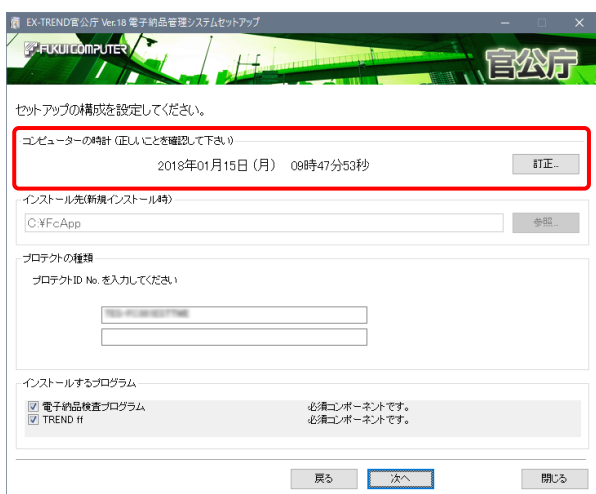 EX-TREND官公庁 Ver.18 電子納品管理システムセットアップ
FUKUI COMPUTER
官公庁
セットアップの構成を設定してください。
コンピューターの時計 (正しいことを確認して下さい)
2018年01月15日 (月) 09時47分53秒
訂正...
インストール先(新規インストール時)
C:¥FcApp
参照...
プロテクトの種類
プロテクトID No. を入力してください
インストールするプログラム
電子納品検査プログラム 必須コンポーネントです。
TREND ff 必須コンポーネントです。
戻る 次へ 閉じる